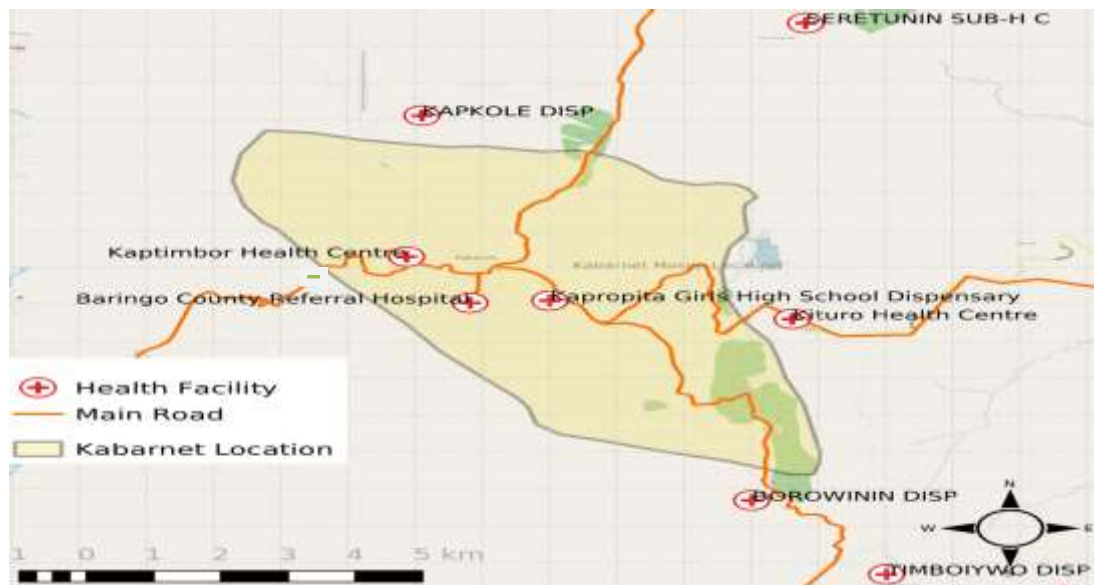 SERETUNIN SUB-H C
KAPKOLE DISP
Kaptimbor Health Centre
Baringo County Referral Hospital
Kapropita Girls High School Dispensary
Kituro Health Centre
Health Facility
Main Road
Kabarnet Location
BOROWININ DISP
N
W
E
1 0 1 2 3 4 5 km
TIMBOIYWO DISP